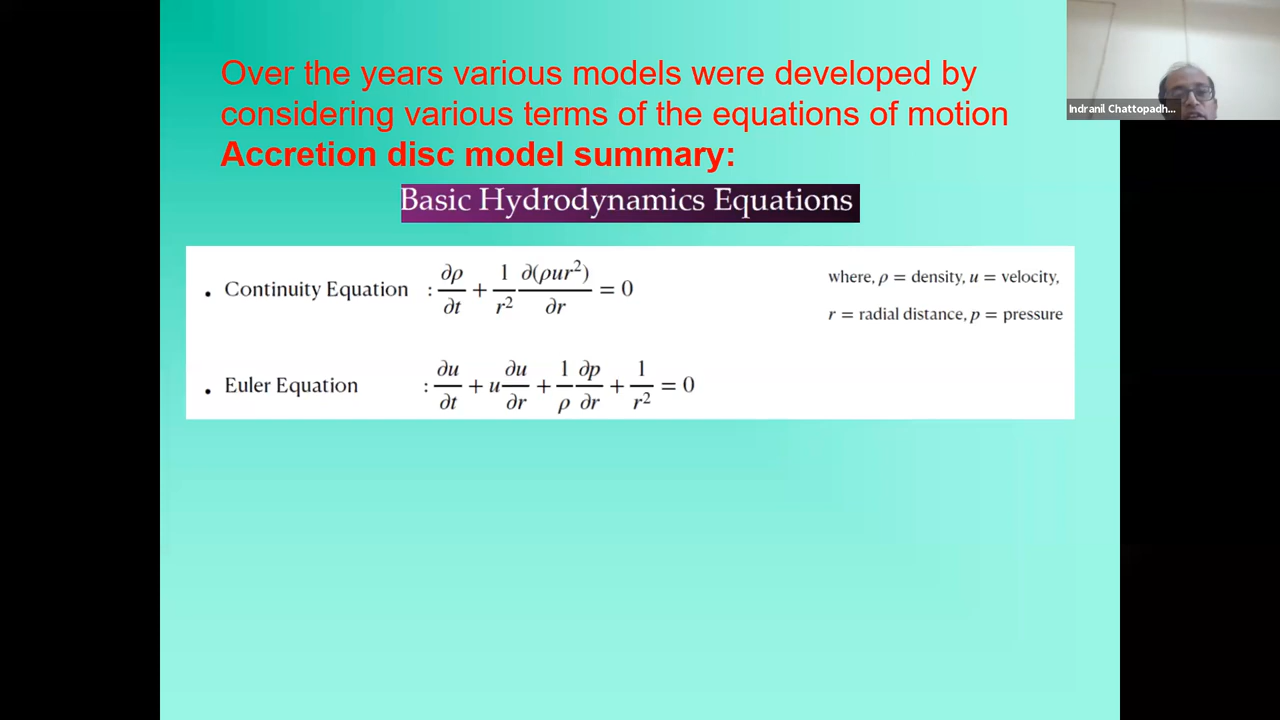 Over the years various models were developed by
considering various terms of the equations of motion
Accretion disc model summary:
Indranil Chattopadh...
Basic Hydrodynamics Equations
• Continuity Equation : ∂ρ/∂t + 1/r² ∂(ρur²)/∂r = 0
where, ρ = density, u = velocity,
r = radial distance, p = pressure
• Euler Equation : ∂u/∂t + u ∂u/∂r + 1/ρ ∂p/∂r + 1/r² = 0